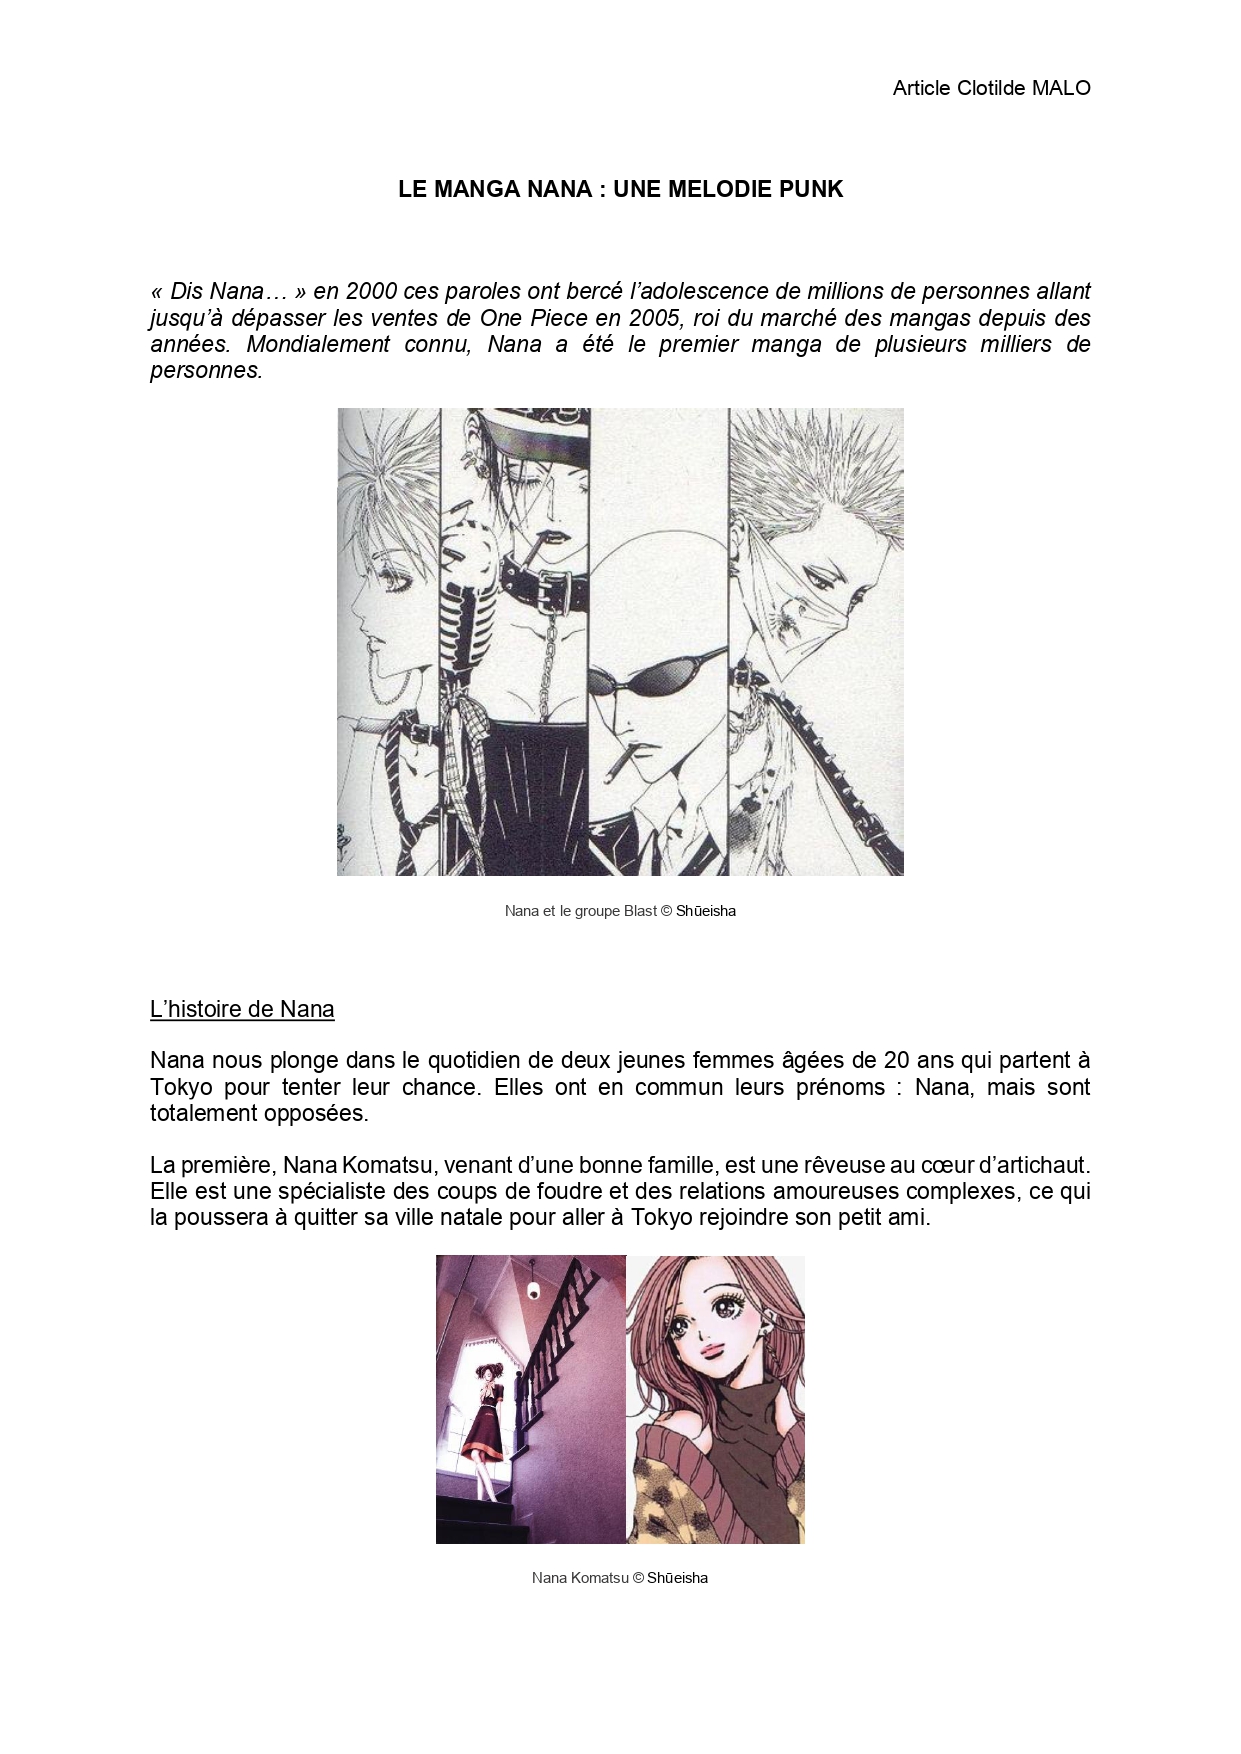 Article Clotilde MALO
LE MANGA NANA : UNE MELODIE PUNK
« Dis Nana… » en 2000 ces paroles ont bercé l’adolescence de millions de personnes allant
jusqu’à dépasser les ventes de One Piece en 2005, roi du marché des mangas depuis des
années. Mondialement connu, Nana a été le premier manga de plusieurs milliers de
personnes.
Nana et le groupe Blast © Shūeisha
L’histoire de Nana
Nana nous plonge dans le quotidien de deux jeunes femmes âgées de 20 ans qui partent à
Tokyo pour tenter leur chance. Elles ont en commun leurs prénoms : Nana, mais sont
totalement opposées.
La première, Nana Komatsu, venant d’une bonne famille, est une rêveuse au cœur d’artichaut.
Elle est une spécialiste des coups de foudre et des relations amoureuses complexes, ce qui
la poussera à quitter sa ville natale pour aller à Tokyo rejoindre son petit ami.
Nana Komatsu © Shūeisha